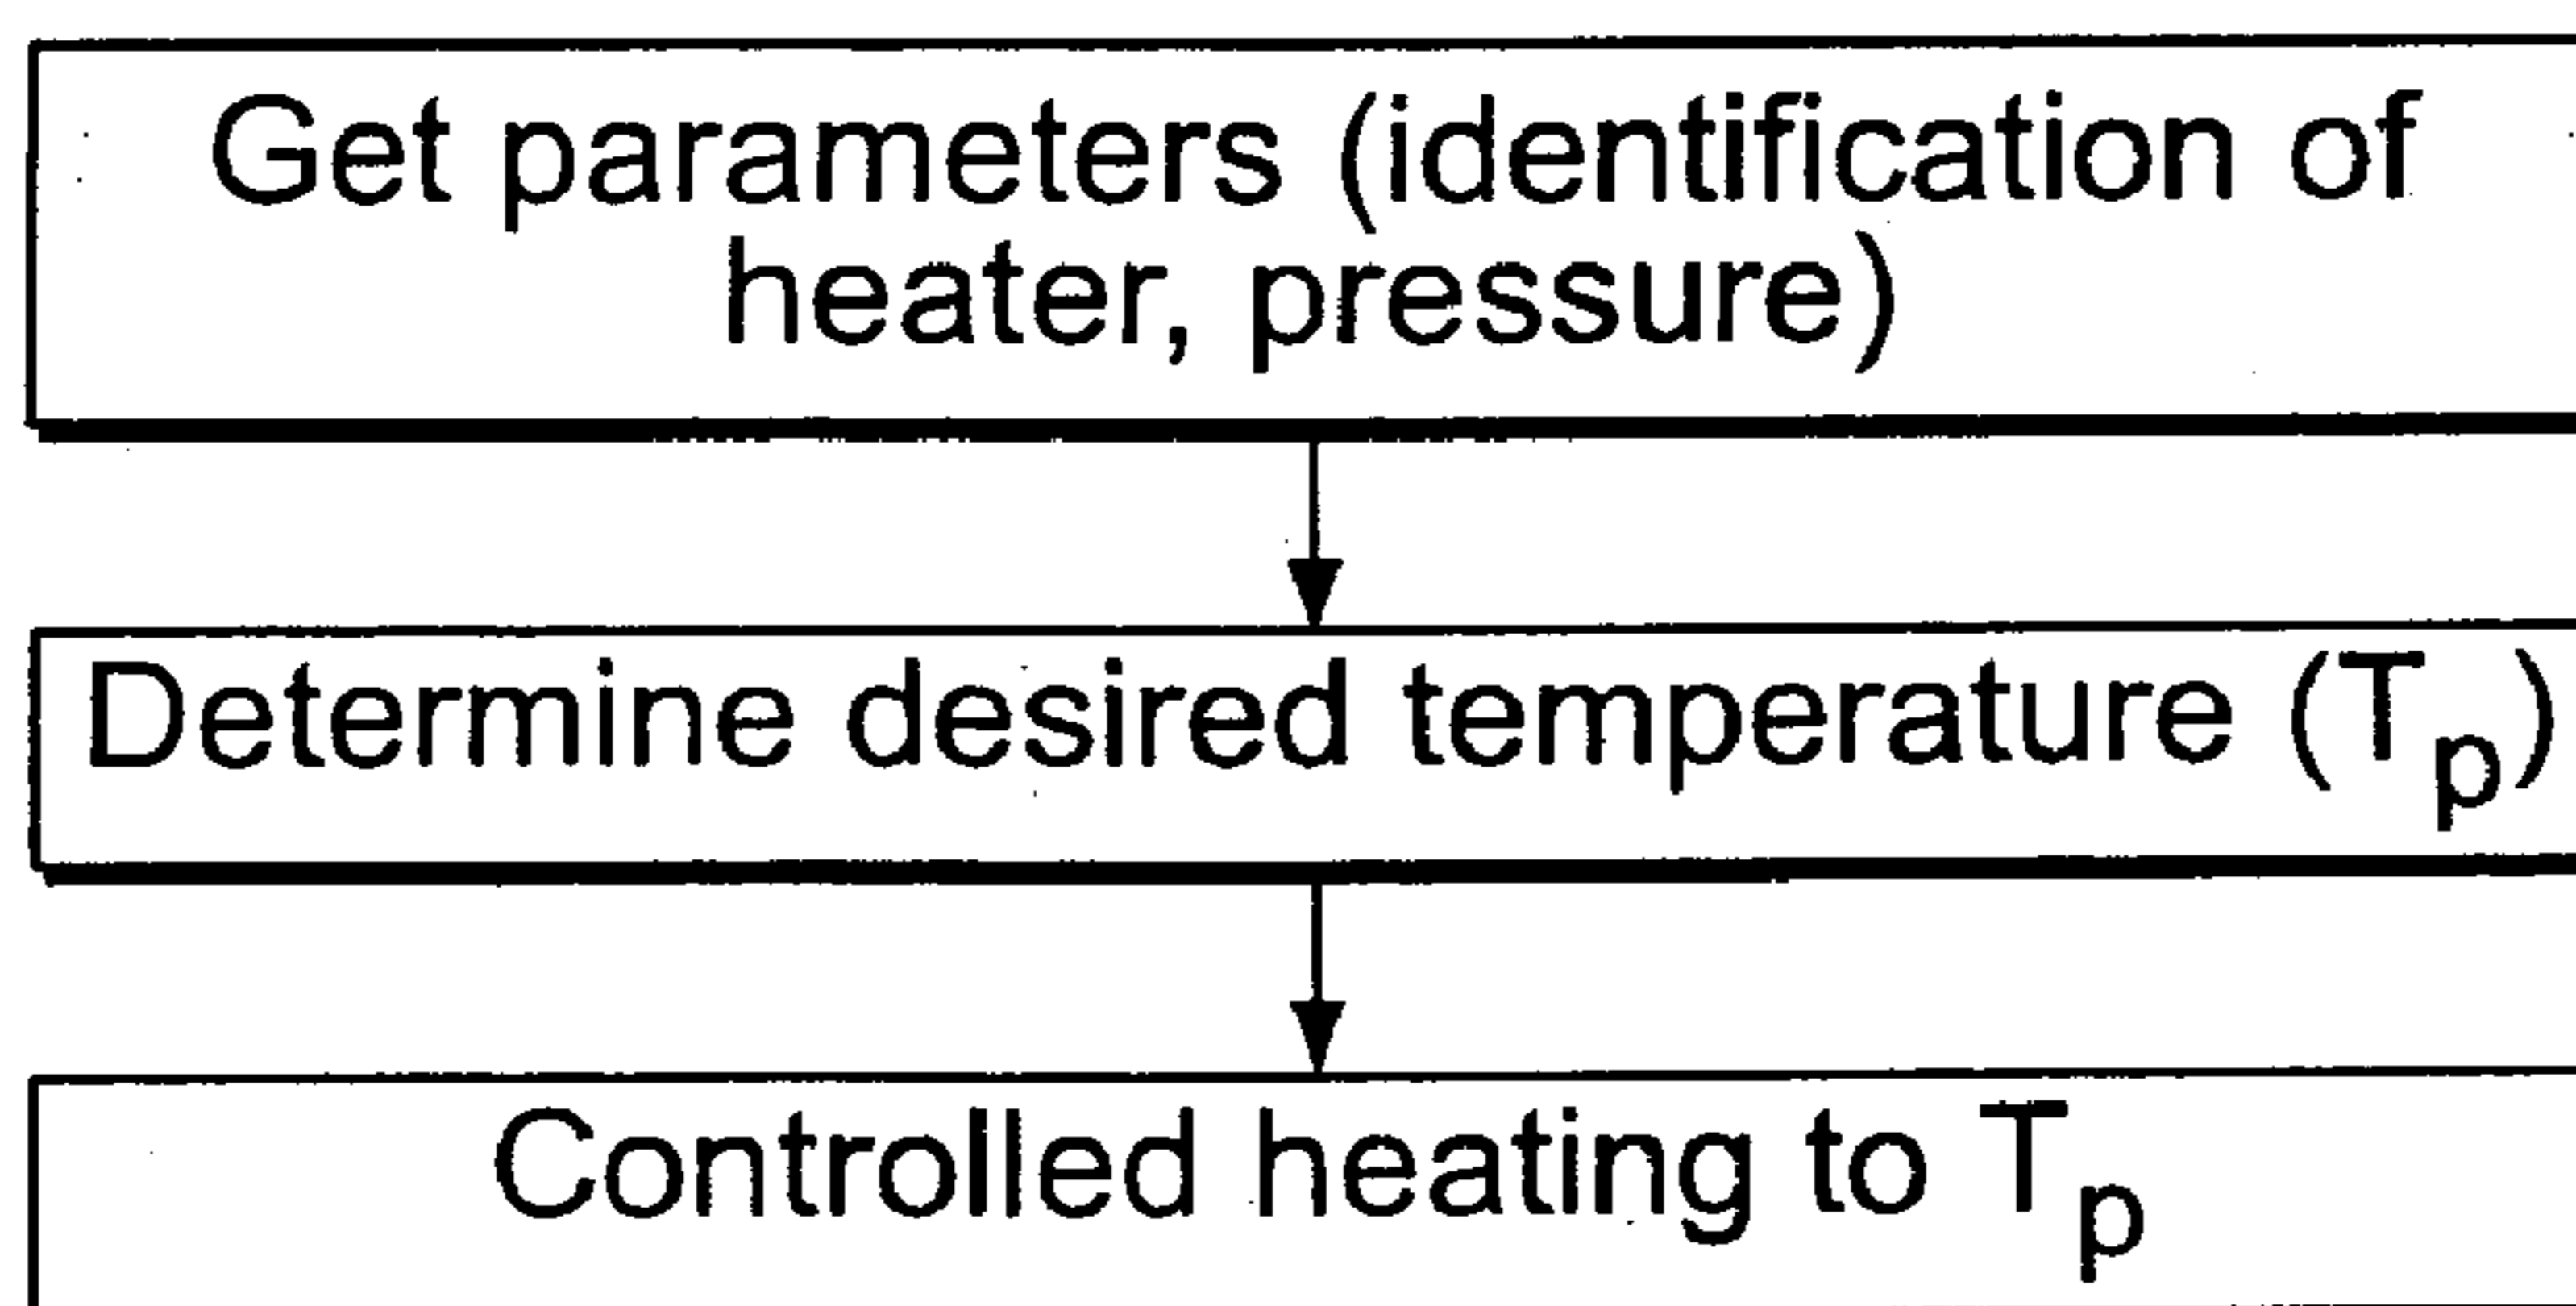 Get parameters (identification of
heater, pressure)
Determine desired temperature (Tp)
Controlled heating to Tp